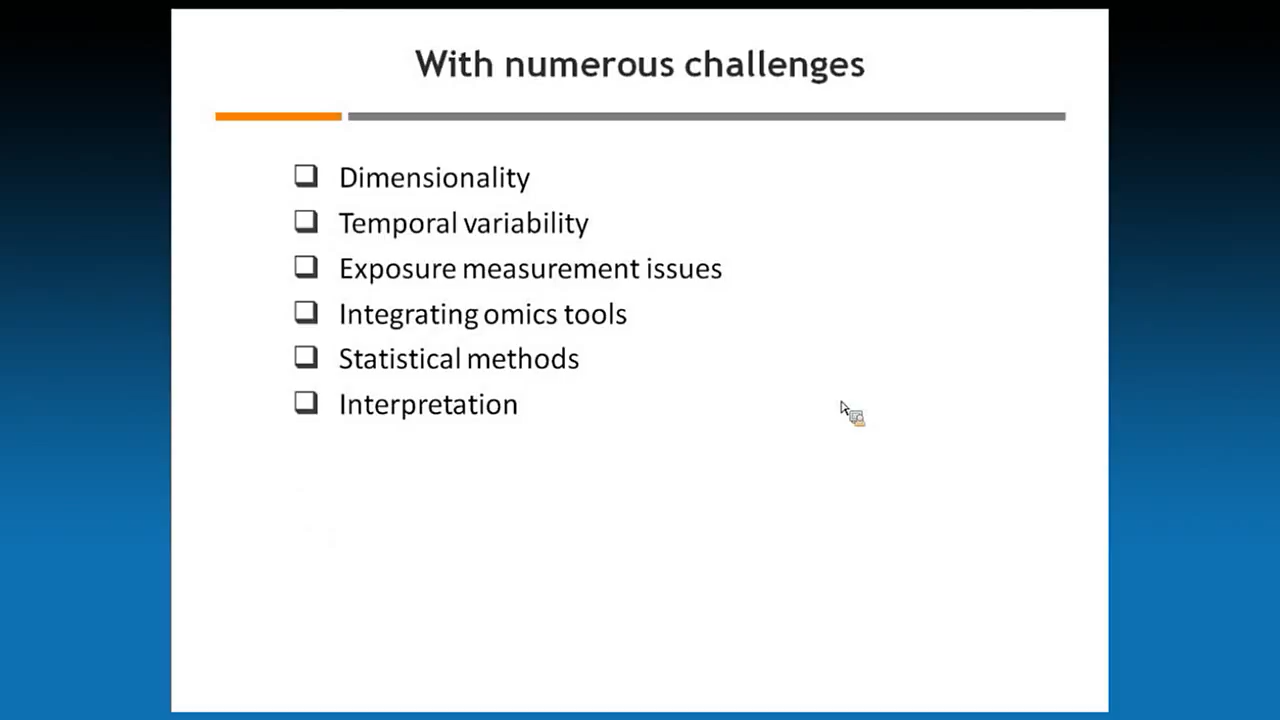 With numerous challenges
Dimensionality
Temporal variability
Exposure measurement issues
Integrating omics tools
Statistical methods
Interpretation